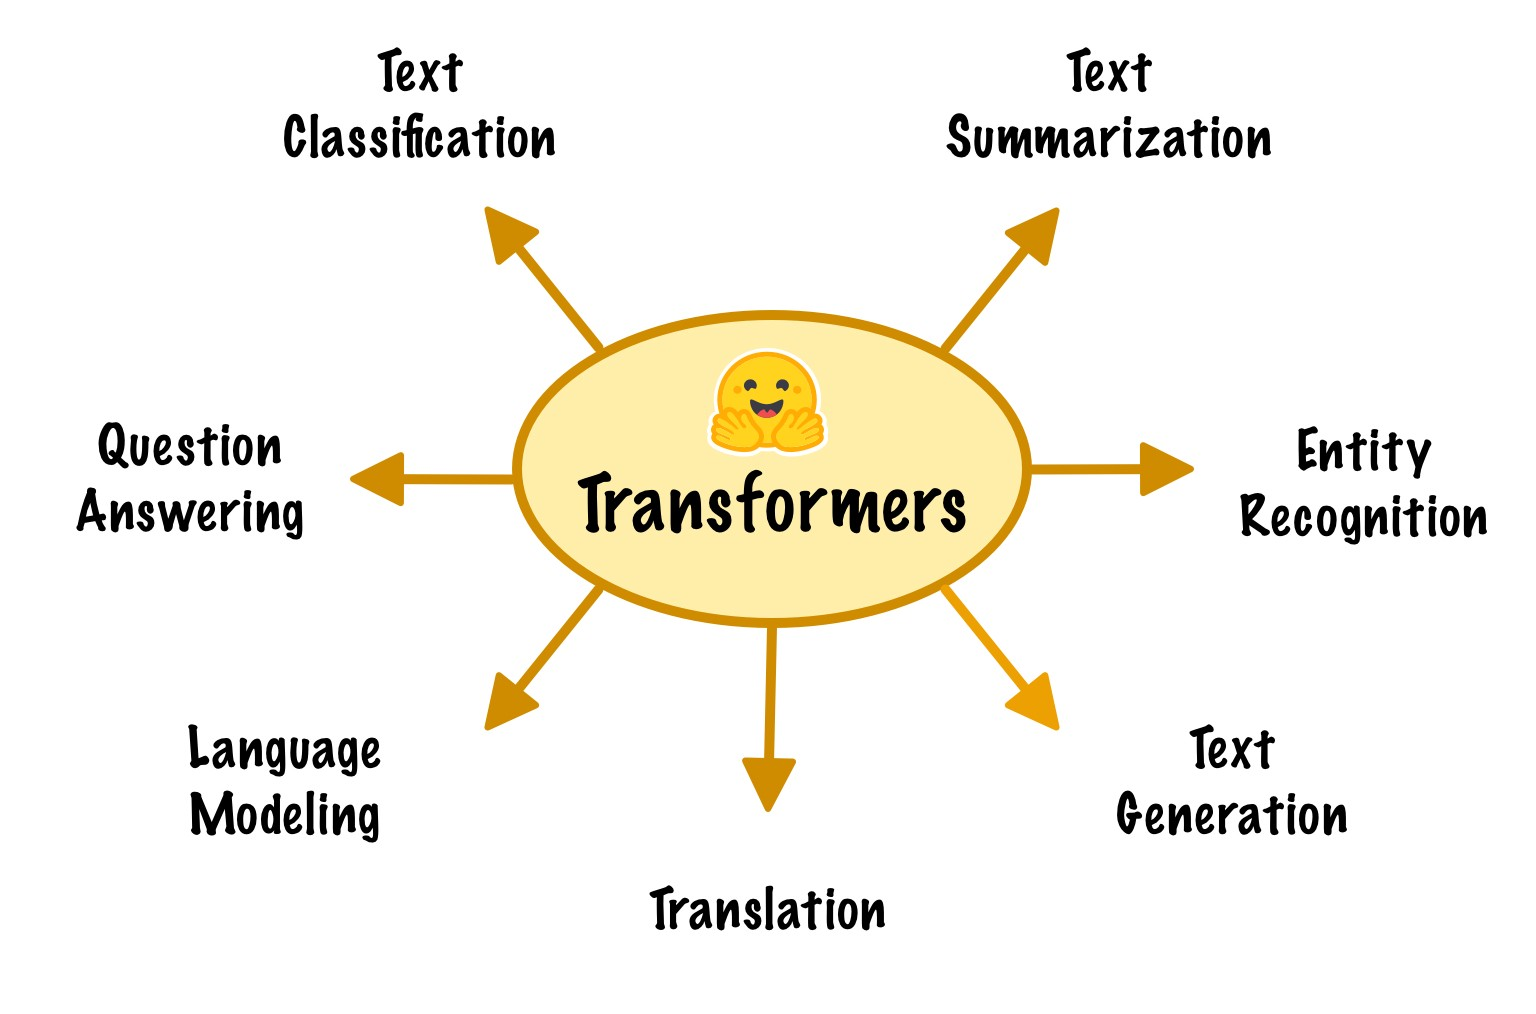 Text
Classification
Text
Summarization
Question
Answering
Transformers
Entity
Recognition
Language
Modeling
Text
Generation
Translation